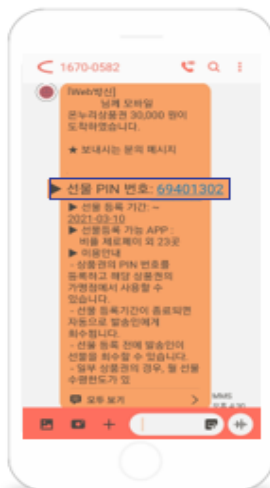 1670-0582
[Web발신]
님께 모바일
온누리상품권 30,000 원이
도착하였습니다.
★ 보내시는 분의 메시지
▶ 선물 PIN 번호: 69401302
▶ 선물 등록 기간: ~
2021-03-10
▶ 선물등록 가능 APP :
비플 제로페이 외 23곳
▶ 이용안내
- 상품권의 PIN 번호를
등록하고 해당 상품권의
가맹점에서 사용할 수
있습니다.
- 선물 등록기간이 종료되면
자동으로 발송인에게
회수됩니다.
- 선물 등록 전에 발송인이
선물을 회수할 수 있습니다.
- 일부 상품권의 경우, 월 선물
수령한도가 있
모두 보기
MMS
오후 4:30